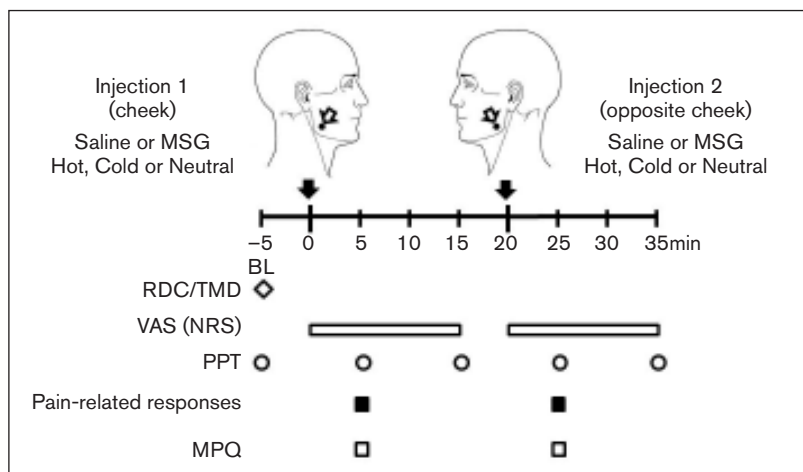 Injection 1
(cheek)
Saline or MSG
Hot, Cold or Neutral
Injection 2
(opposite cheek)
Saline or MSG
Hot, Cold or Neutral
–5 0 5 10 15 20 25 30 35min
BL
RDC/TMD
VAS (NRS)
PPT
Pain-related responses
MPQ